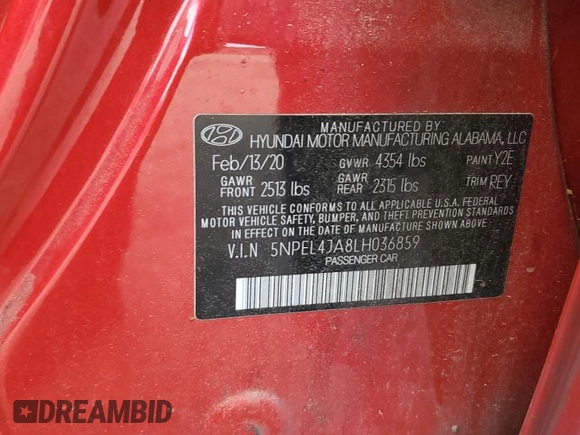 MANUFACTURED BY
HYUNDAI MOTOR MANUFACTURING ALABAMA, LLC
Feb/13/20 GVWR 4354 lbs PAINT Y2E
GAWR FRONT 2513 lbs GAWR REAR 2315 lbs TRIM REY
THIS VEHICLE CONFORMS TO ALL APPLICABLE U.S.A. FEDERAL
MOTOR VEHICLE SAFETY, BUMPER, AND THEFT PREVENTION STANDARDS
IN EFFECT ON THE DATE OF MANUFACTURE SHOWN ABOVE
V.I.N 5NPEL4JA8LH036859
PASSENGER CAR
DREAMBID